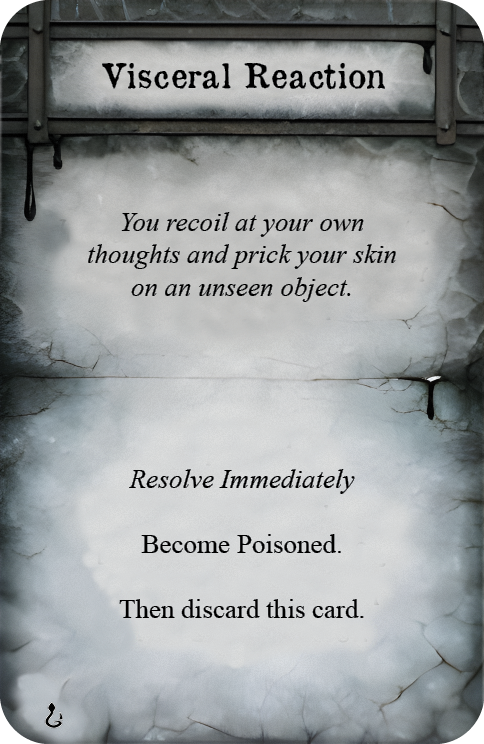 Visceral Reaction
You recoil at your own
thoughts and prick your skin
on an unseen object.
Resolve Immediately
Become Poisoned.
Then discard this card.